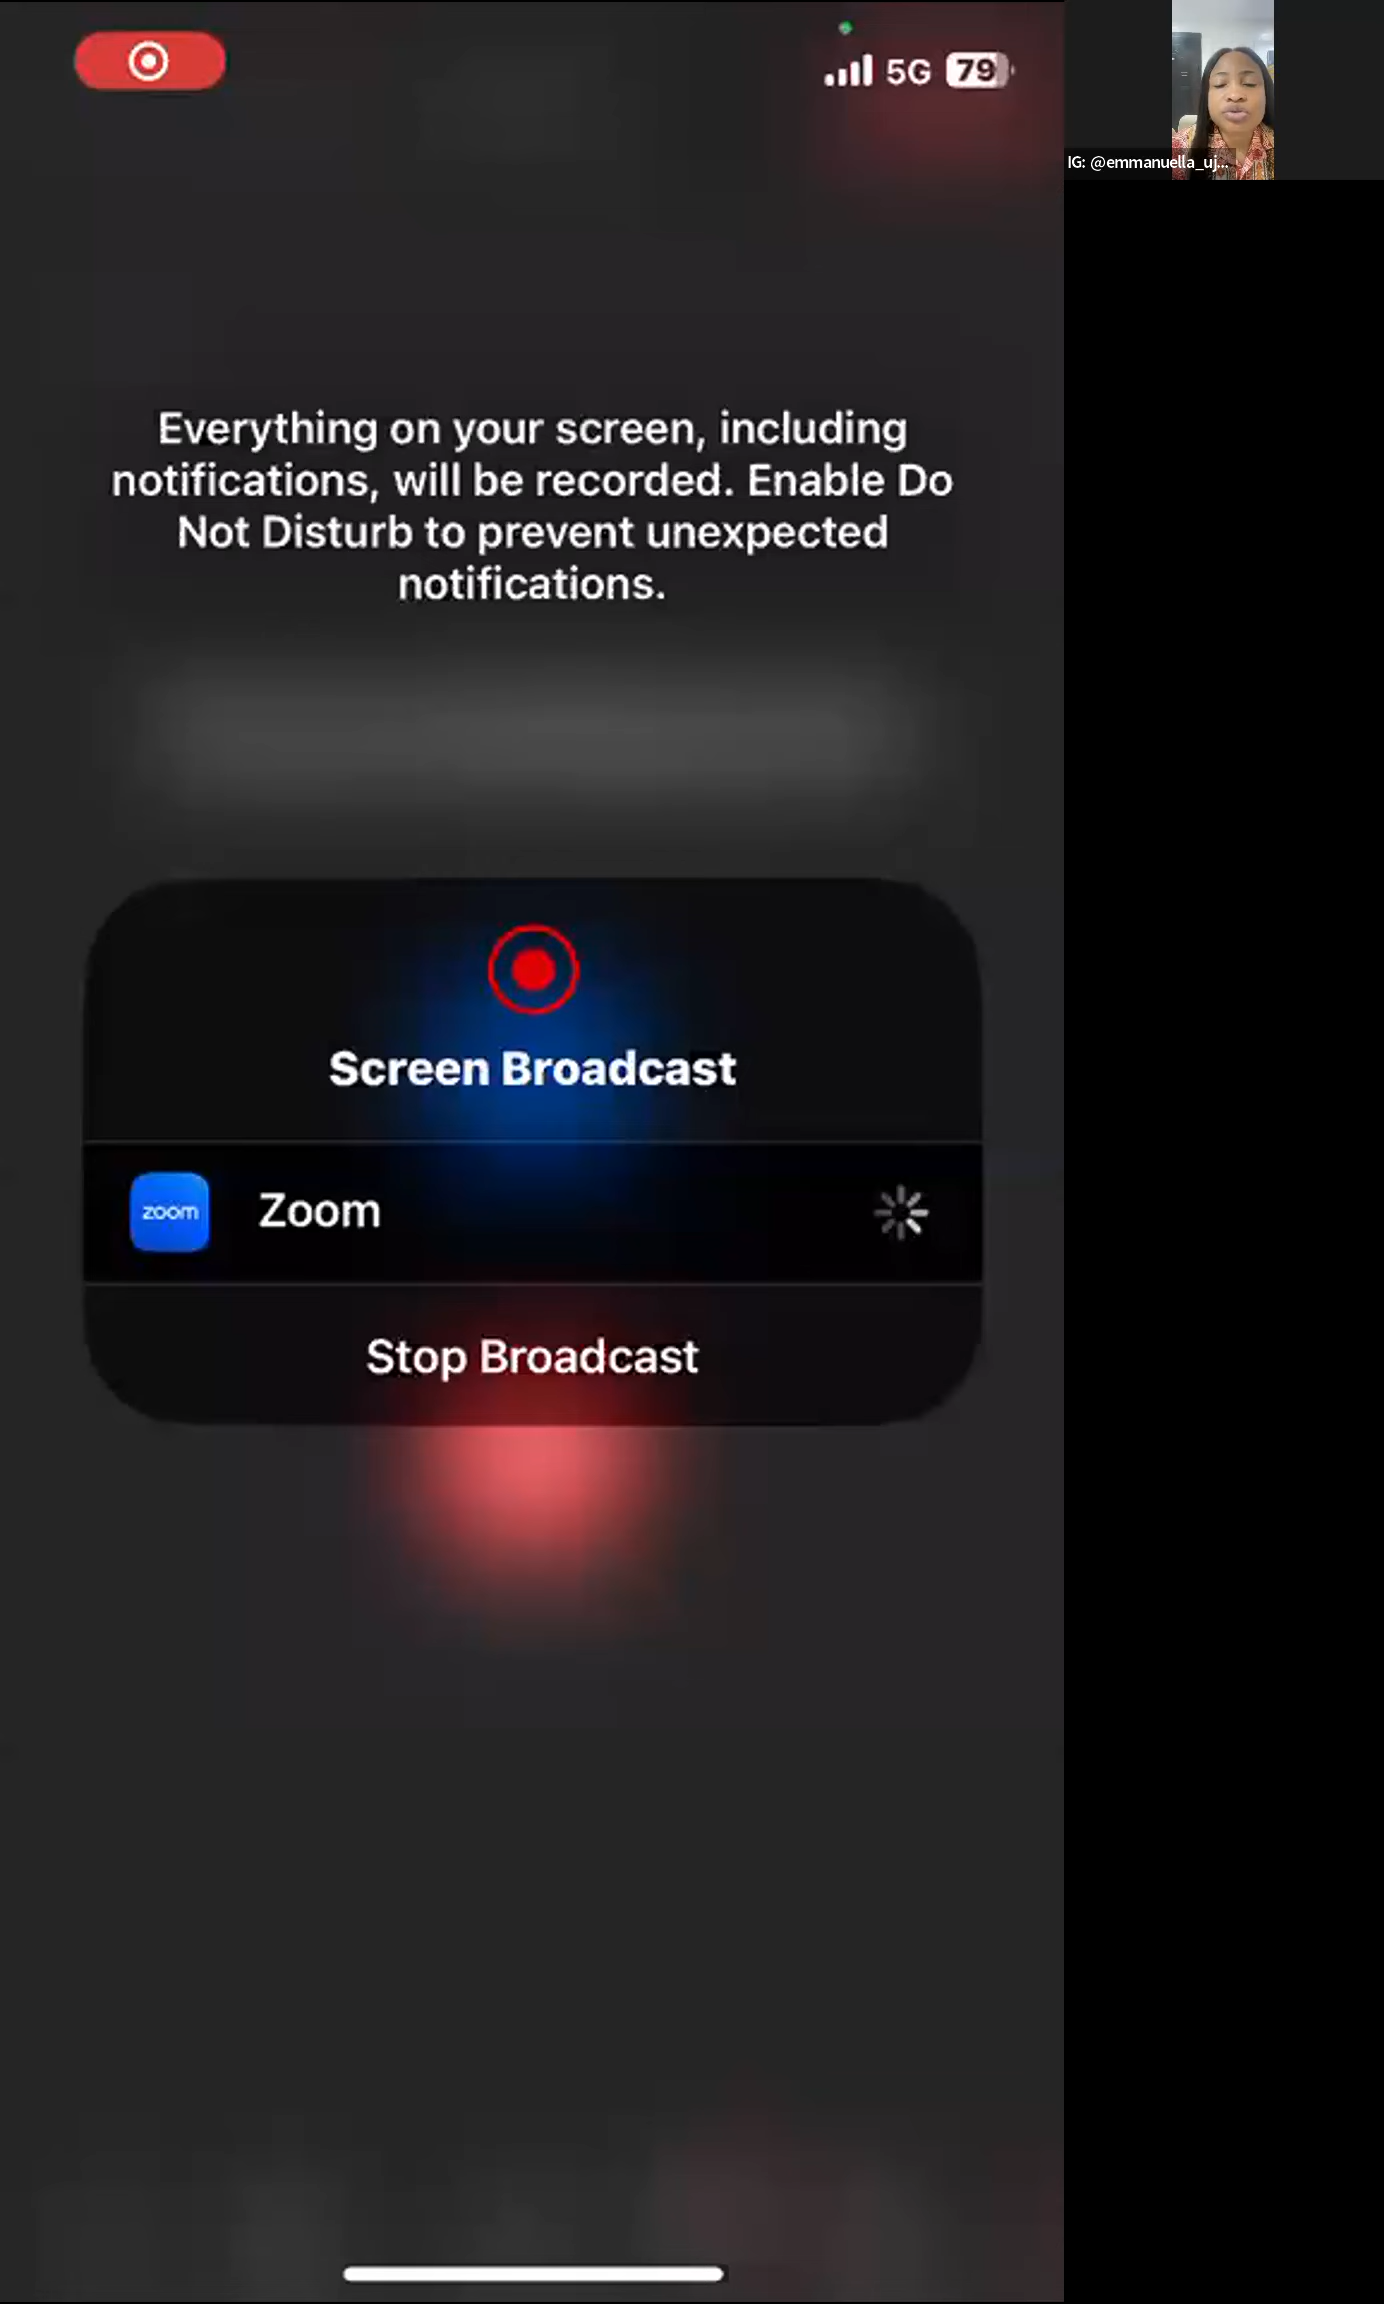 5G 79
IG: @emmanuella_uj...
Everything on your screen, including
notifications, will be recorded. Enable Do
Not Disturb to prevent unexpected
notifications.
Screen Broadcast
zoom Zoom
Stop Broadcast